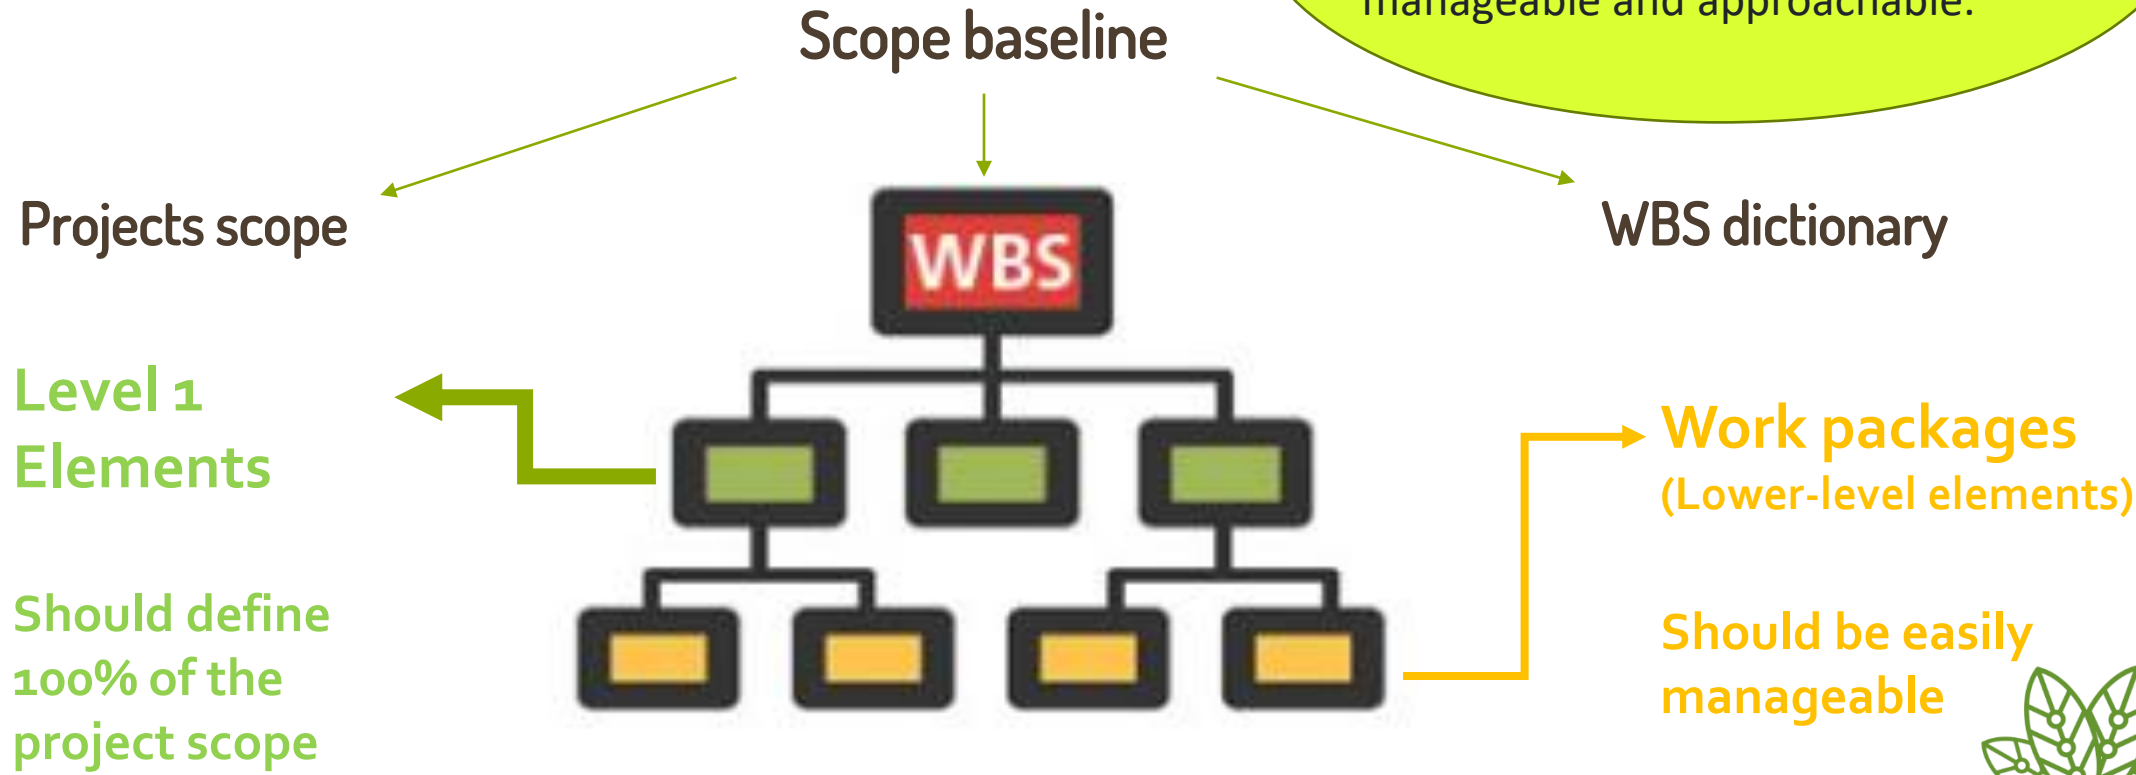 manageable and approachable.
Scope baseline
Projects scope
WBS
WBS dictionary
Level 1
Elements
Should define
100% of the
project scope
Work packages
(Lower-level elements)
Should be easily
manageable